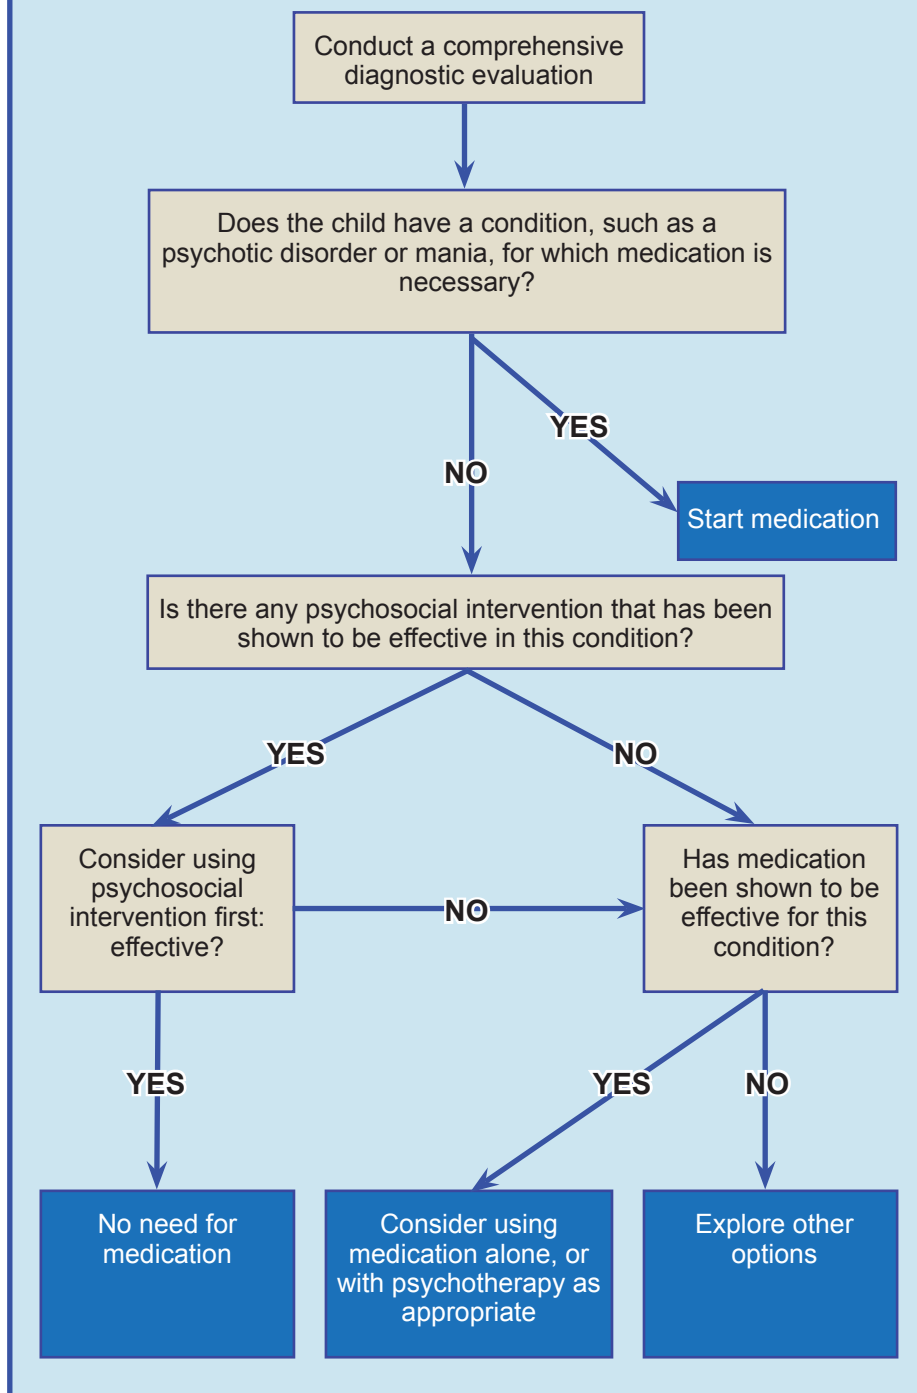 Conduct a comprehensive
diagnostic evaluation
Does the child have a condition, such as a
psychotic disorder or mania, for which medication is
necessary?
YES
NO
Start medication
Is there any psychosocial intervention that has been
shown to be effective in this condition?
YES
NO
Consider using
psychosocial
intervention first:
effective?
NO
Has medication
been shown to be
effective for this
condition?
YES
YES
NO
No need for
medication
Consider using
medication alone, or
with psychotherapy as
appropriate
Explore other
options